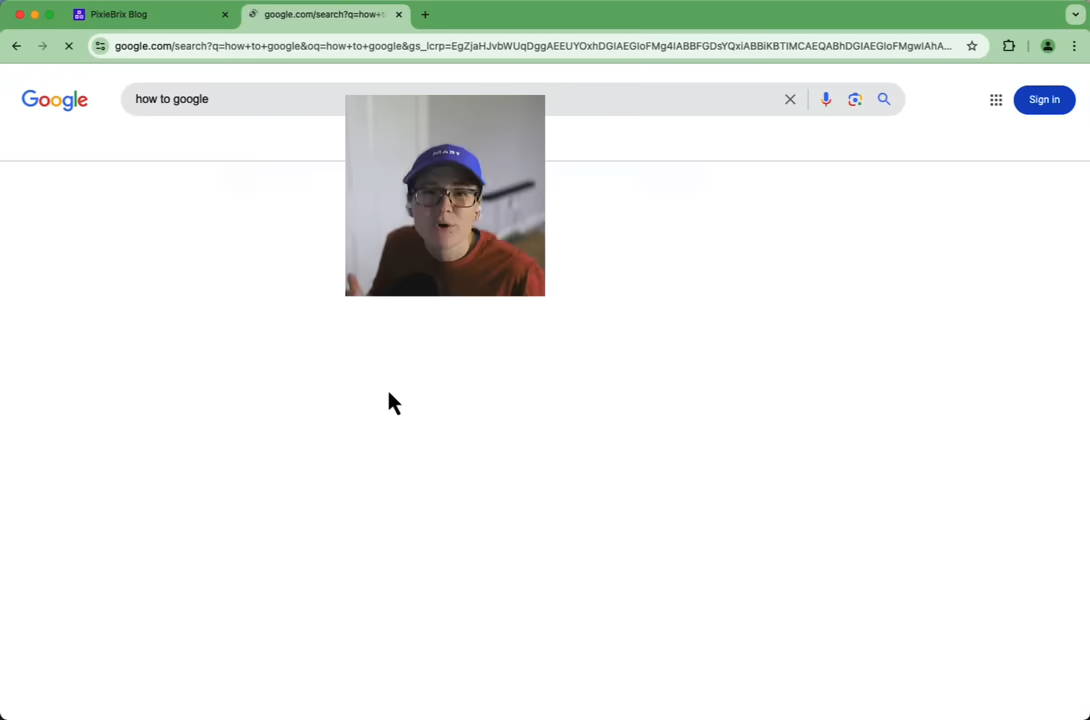 PixieBrix Blog
google.com/search?q=how+t
google.com/search?q=how+to+google&oq=how+to+google&gs_lcrp=EgZjaHJvbWUqDggAEEUYOxhDGIAEGIoFMg4IABBFGDsYQxiABBiKBTIMCAEQABhDGIAEGIoFMgwIAhA...
Google
how to google
Sign in